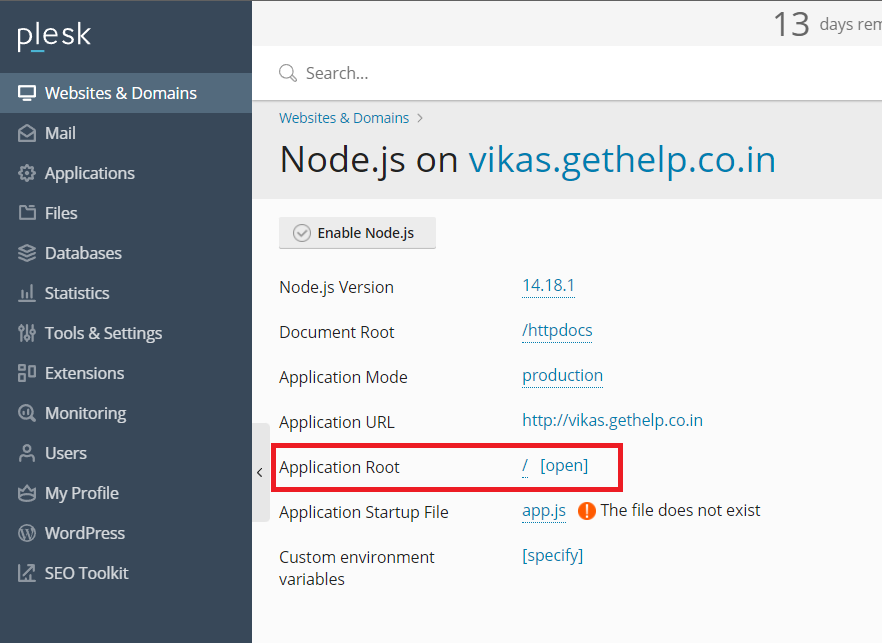 plesk
13 days rem
Search...
Websites & Domains
Mail
Applications
Files
Databases
Statistics
Tools & Settings
Extensions
Monitoring
Users
My Profile
WordPress
SEO Toolkit
Websites & Domains >
Node.js on vikas.gethelp.co.in
Enable Node.js
Node.js Version 14.18.1
Document Root /httpdocs
Application Mode production
Application URL http://vikas.gethelp.co.in
Application Root / [open]
Application Startup File app.js ! The file does not exist
Custom environment [specify]
variables